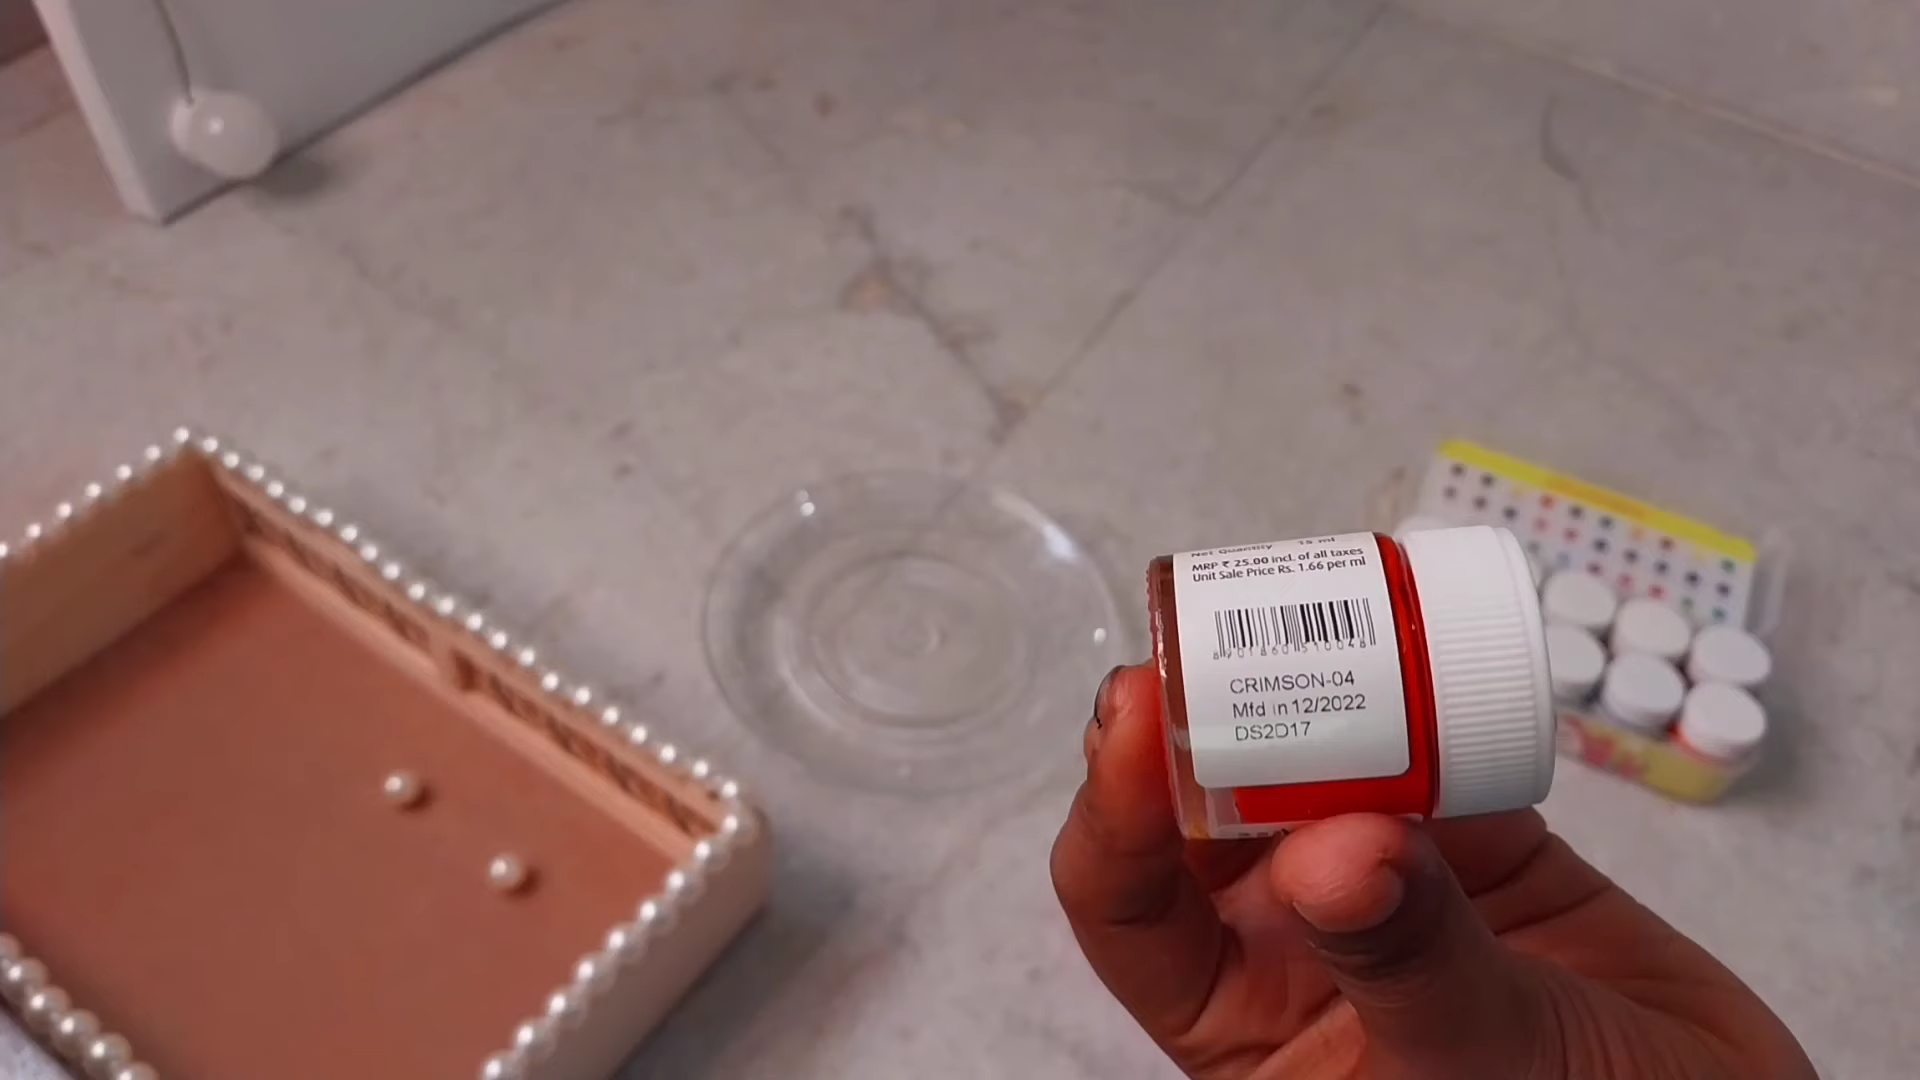 Net Quantity 15 ml
MRP ₹ 25.00 incl. of all taxes
Unit Sale Price Rs. 1.66 per ml
8901860510048
CRIMSON-04
Mfd in 12/2022
DS2D17